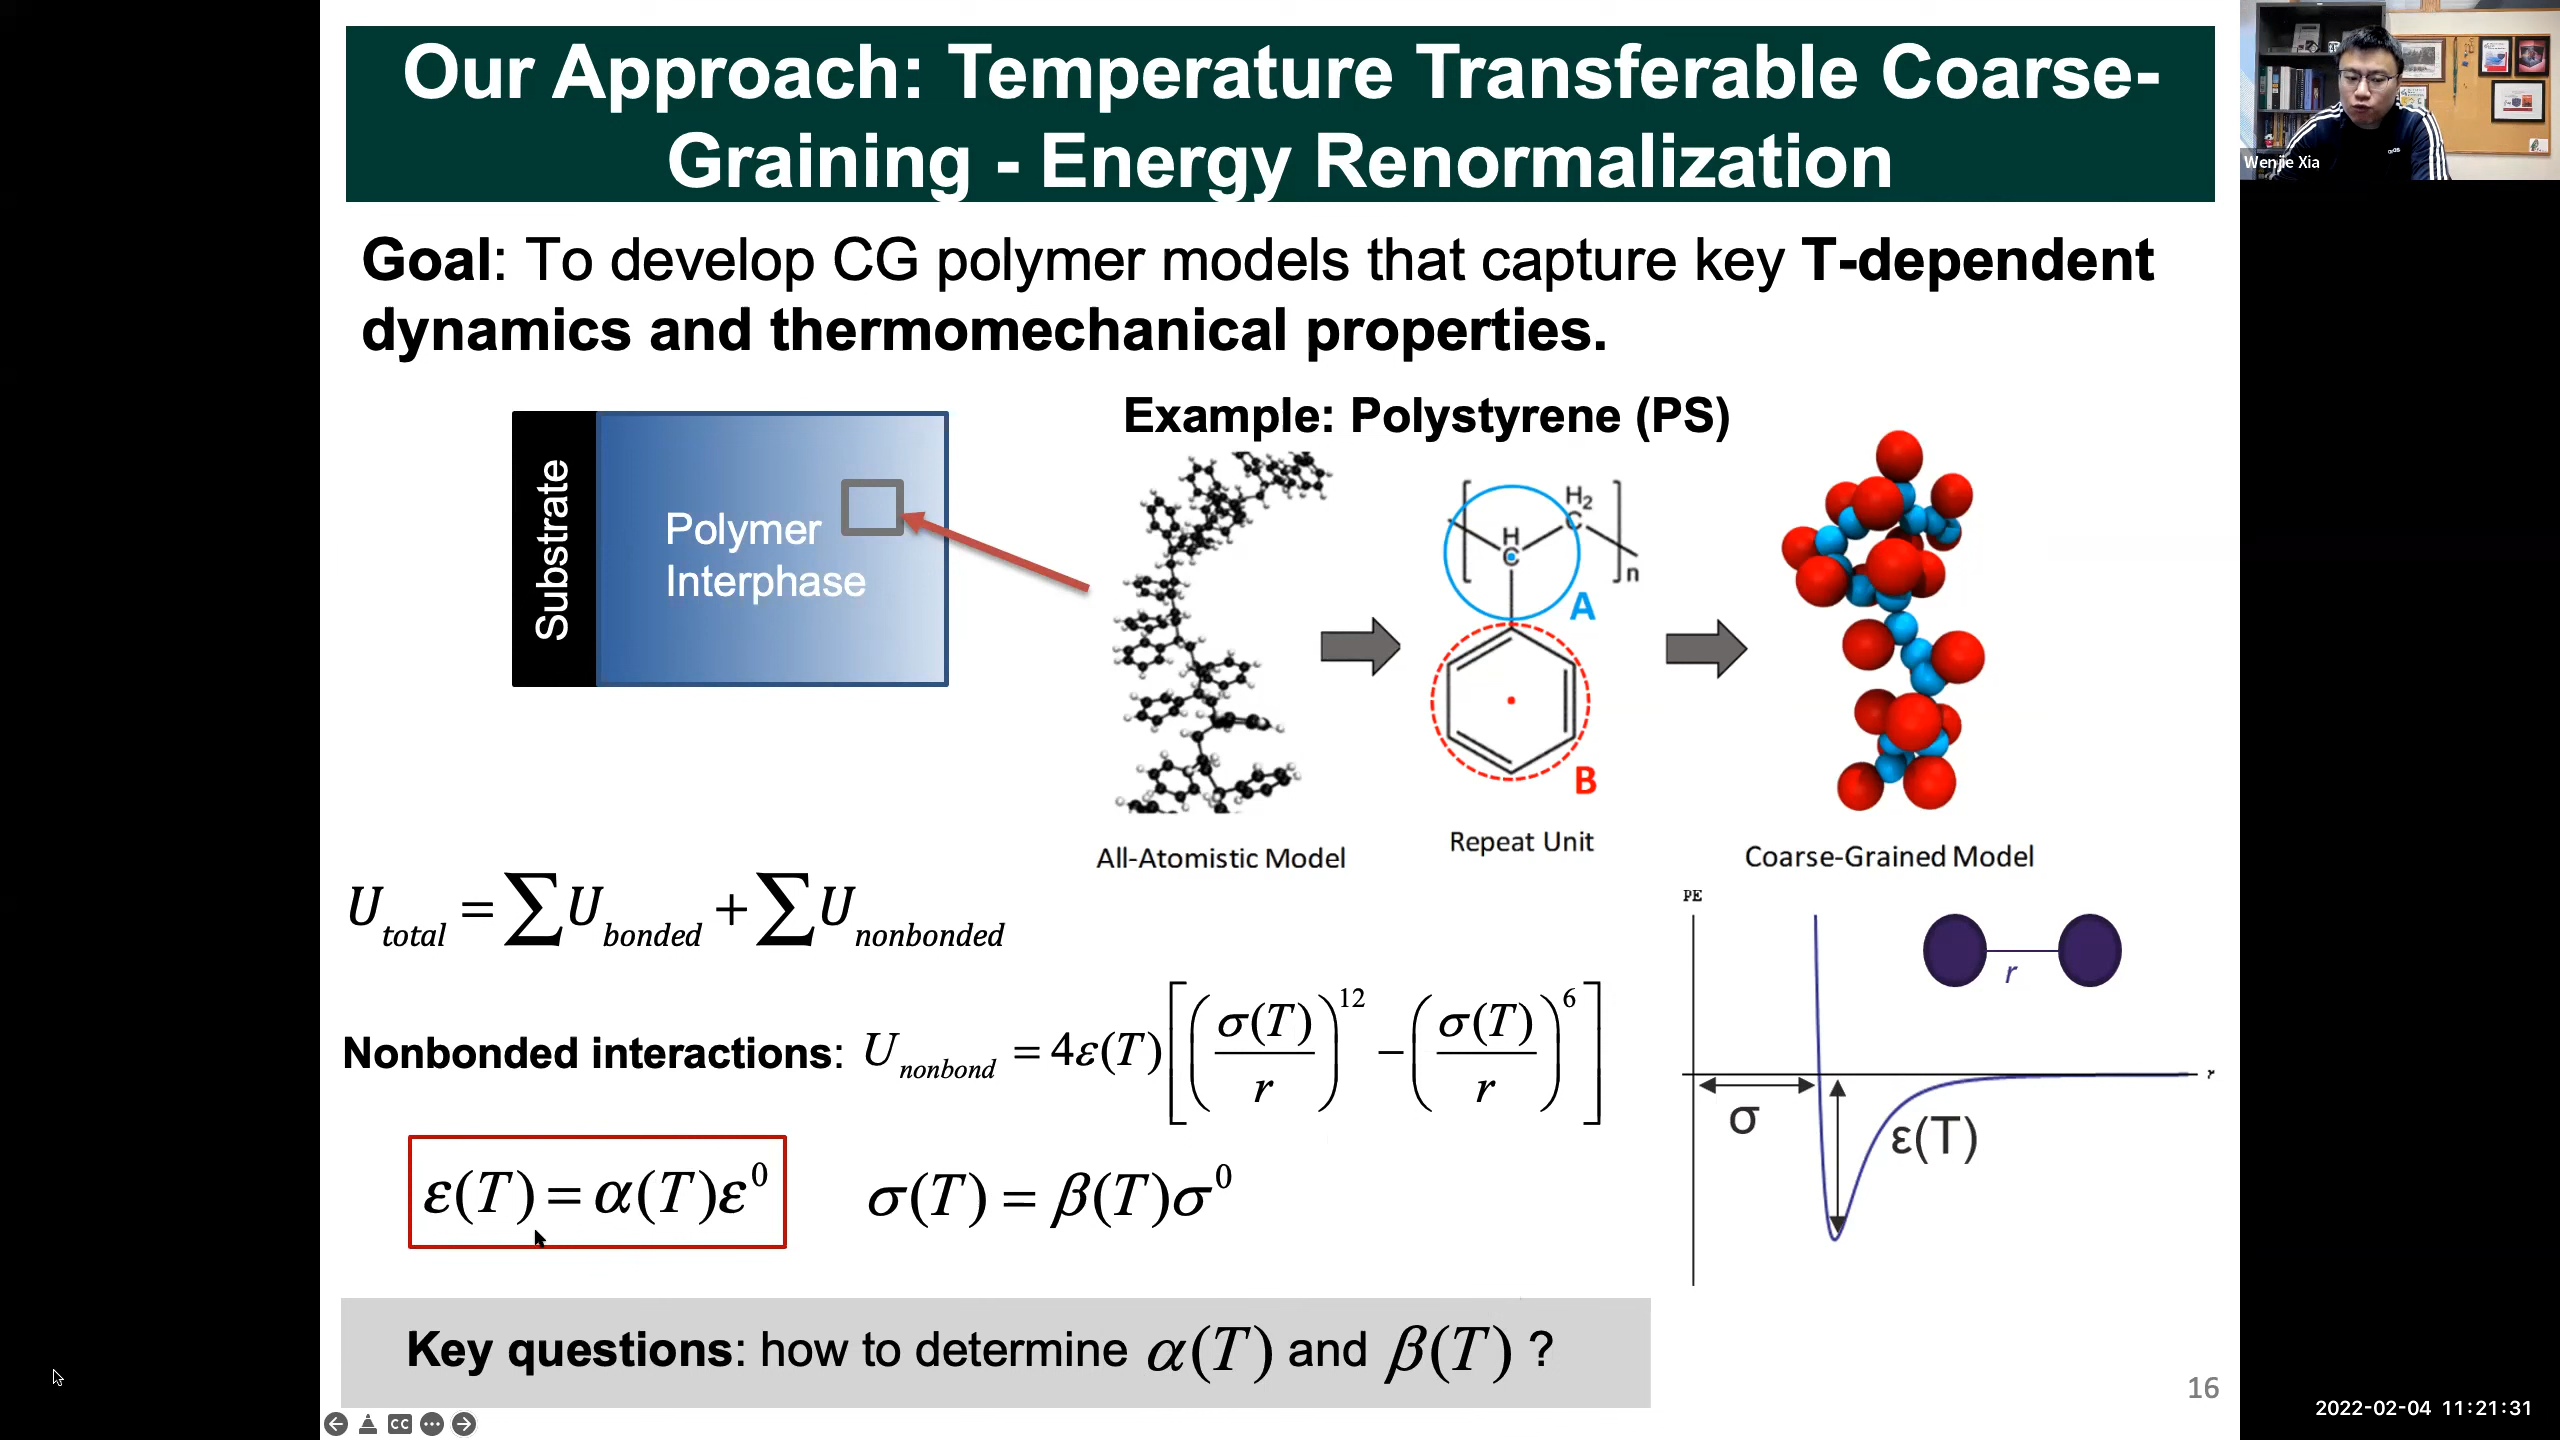 Our Approach: Temperature Transferable Coarse-
Graining - Energy Renormalization
Wenjie Xia
Goal: To develop CG polymer models that capture key T-dependent
dynamics and thermomechanical properties.
Example: Polystyrene (PS)
Substrate
Polymer
Interphase
H2
C
H
C
n
A
B
All-Atomistic Model
Repeat Unit
Coarse-Grained Model
U_total = ∑U_bonded + ∑U_nonbonded
PE
r
Nonbonded interactions: U_nonbond = 4ε(T)[(σ(T)/r)^12 − (σ(T)/r)^6]
r
σ
ε(T)
ε(T) = α(T)ε^0
σ(T) = β(T)σ^0
Key questions: how to determine α(T) and β(T) ?
16
CC
2022-02-04 11:21:31